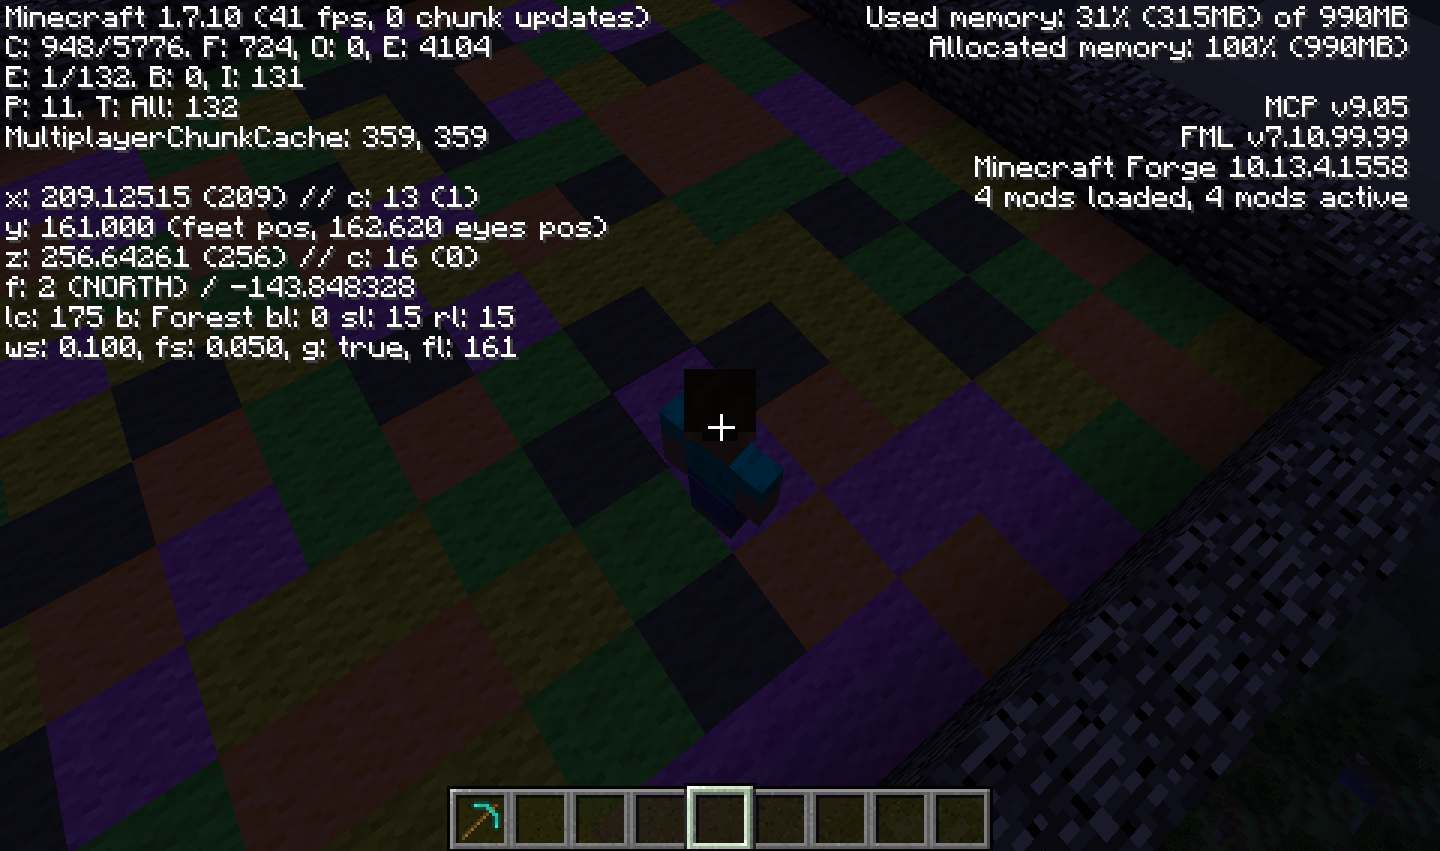 Minecraft 1.7.10 (41 fps, 0 chunk updates)
C: 948/5776. F: 724, O: 0, E: 4104
E: 1/132. B: 0, I: 131
P: 11. T: All: 132
MultiplayerChunkCache: 359, 359
x: 209.12515 (209) // c: 13 (1)
y: 161.000 (feet pos, 162.620 eyes pos)
z: 256.64261 (256) // c: 16 (0)
f: 2 (NORTH) / -143.848328
lc: 175 b: Forest bl: 0 sl: 15 rl: 15
ws: 0.100, fs: 0.050, g: true, fl: 161
Used memory: 31% (315MB) of 990MB
Allocated memory: 100% (990MB)
MCP v9.05
FML v7.10.99.99
Minecraft Forge 10.13.4.1558
4 mods loaded, 4 mods active